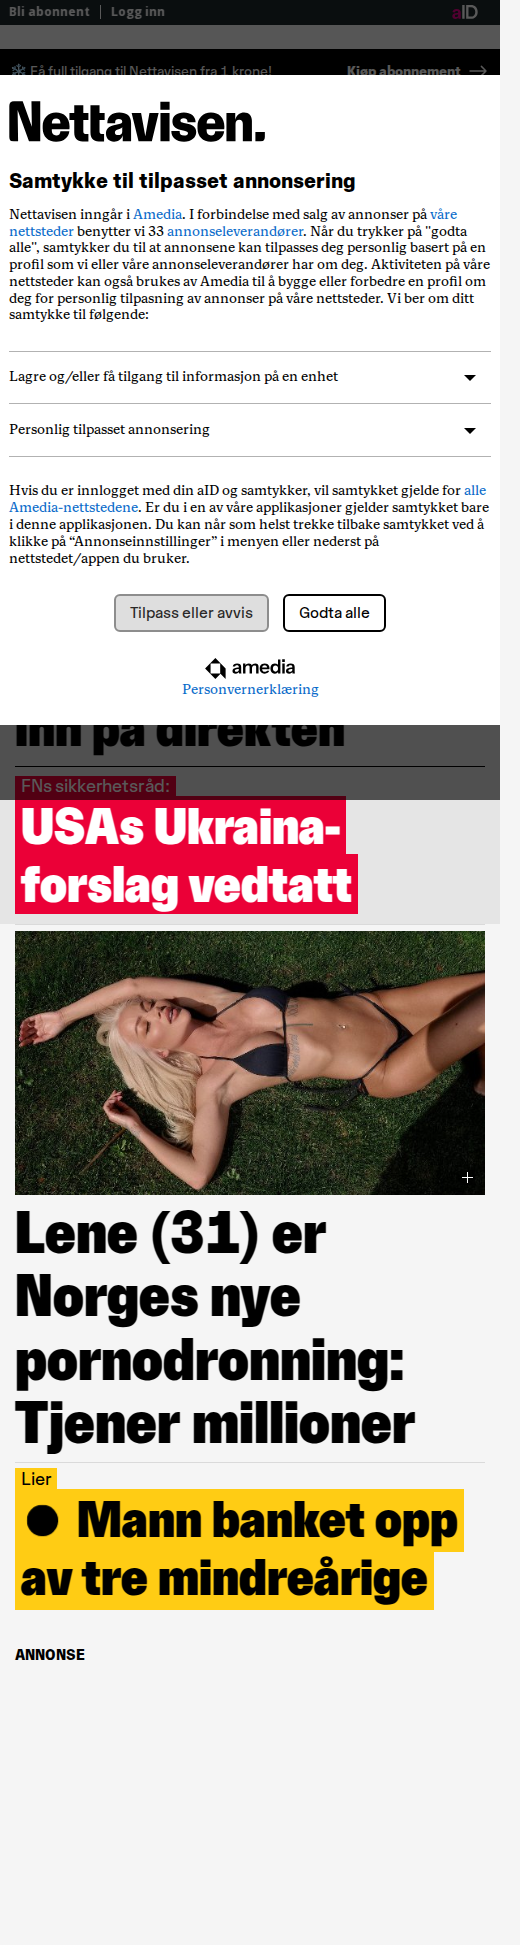 Bli abonnent
Logg inn
aID
Få full tilgang til Nettavisen fra 1 krone!
Kjøp abonnement
Nettavisen.
Samtykke til tilpasset annonsering
Nettavisen inngår i Amedia. I forbindelse med salg av annonser på våre
nettsteder benytter vi 33 annonseleverandører. Når du trykker på "godta
alle", samtykker du til at annonsene kan tilpasses deg personlig basert på en
profil som vi eller våre annonseleverandører har om deg. Aktiviteten på våre
nettsteder kan også brukes av Amedia til å bygge eller forbedre en profil om
deg for personlig tilpasning av annonser på våre nettsteder. Vi ber om ditt
samtykke til følgende:
Lagre og/eller få tilgang til informasjon på en enhet
Personlig tilpasset annonsering
Hvis du er innlogget med din aID og samtykker, vil samtykket gjelde for alle
Amedia-nettstedene. Er du i en av våre applikasjoner gjelder samtykket bare
i denne applikasjonen. Du kan når som helst trekke tilbake samtykket ved å
klikke på “Annonseinnstillinger” i menyen eller nederst på
nettstedet/appen du bruker.
Tilpass eller avvis
Godta alle
amedia
Personvernerklæring
inn på direkten
FNs sikkerhetsråd:
USAs Ukraina-
forslag vedtatt
Lene (31) er
Norges nye
pornodronning:
Tjener millioner
Lier
● Mann banket opp
av tre mindreårige
ANNONSE